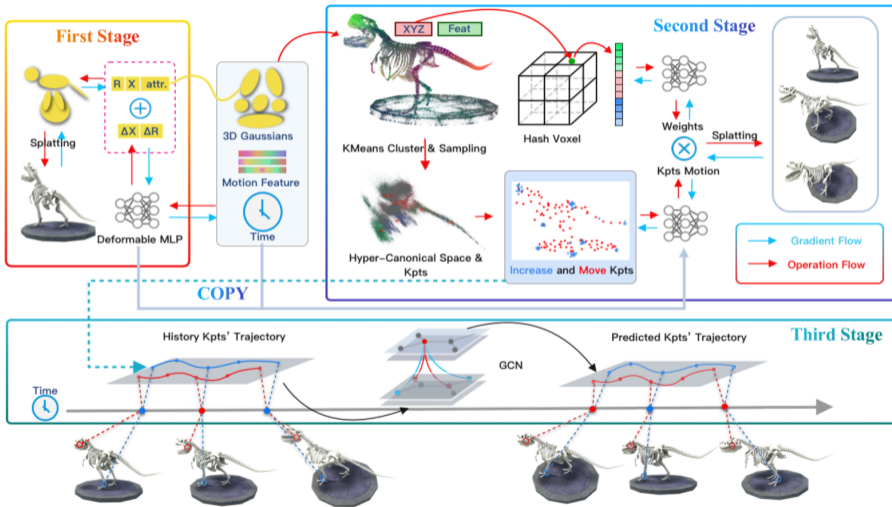 First Stage
R X attr.
ΔX ΔR
Splatting
Deformable MLP
3D Gaussians
Motion Feature
Time
XYZ Feat
Second Stage
KMeans Cluster & Sampling
Hash Voxel
Weights
Splatting
Kpts Motion
Hyper-Canonical Space &
Kpts
Increase and Move Kpts
Gradient Flow
Operation Flow
COPY
Third Stage
History Kpts' Trajectory
GCN
Predicted Kpts' Trajectory
Time